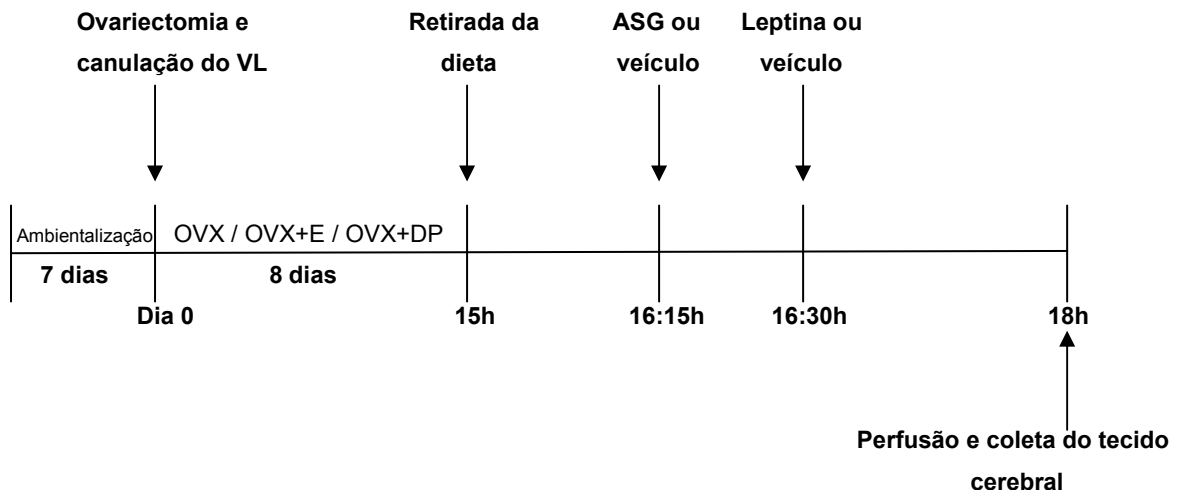 Ovariectomia e
canulação do VL
Retirada da
dieta
ASG ou
veículo
Leptina ou
veículo
Ambientalização
OVX / OVX+E / OVX+DP
7 dias
8 dias
Dia 0
15h
16:15h
16:30h
18h
Perfusão e coleta do tecido
cerebral